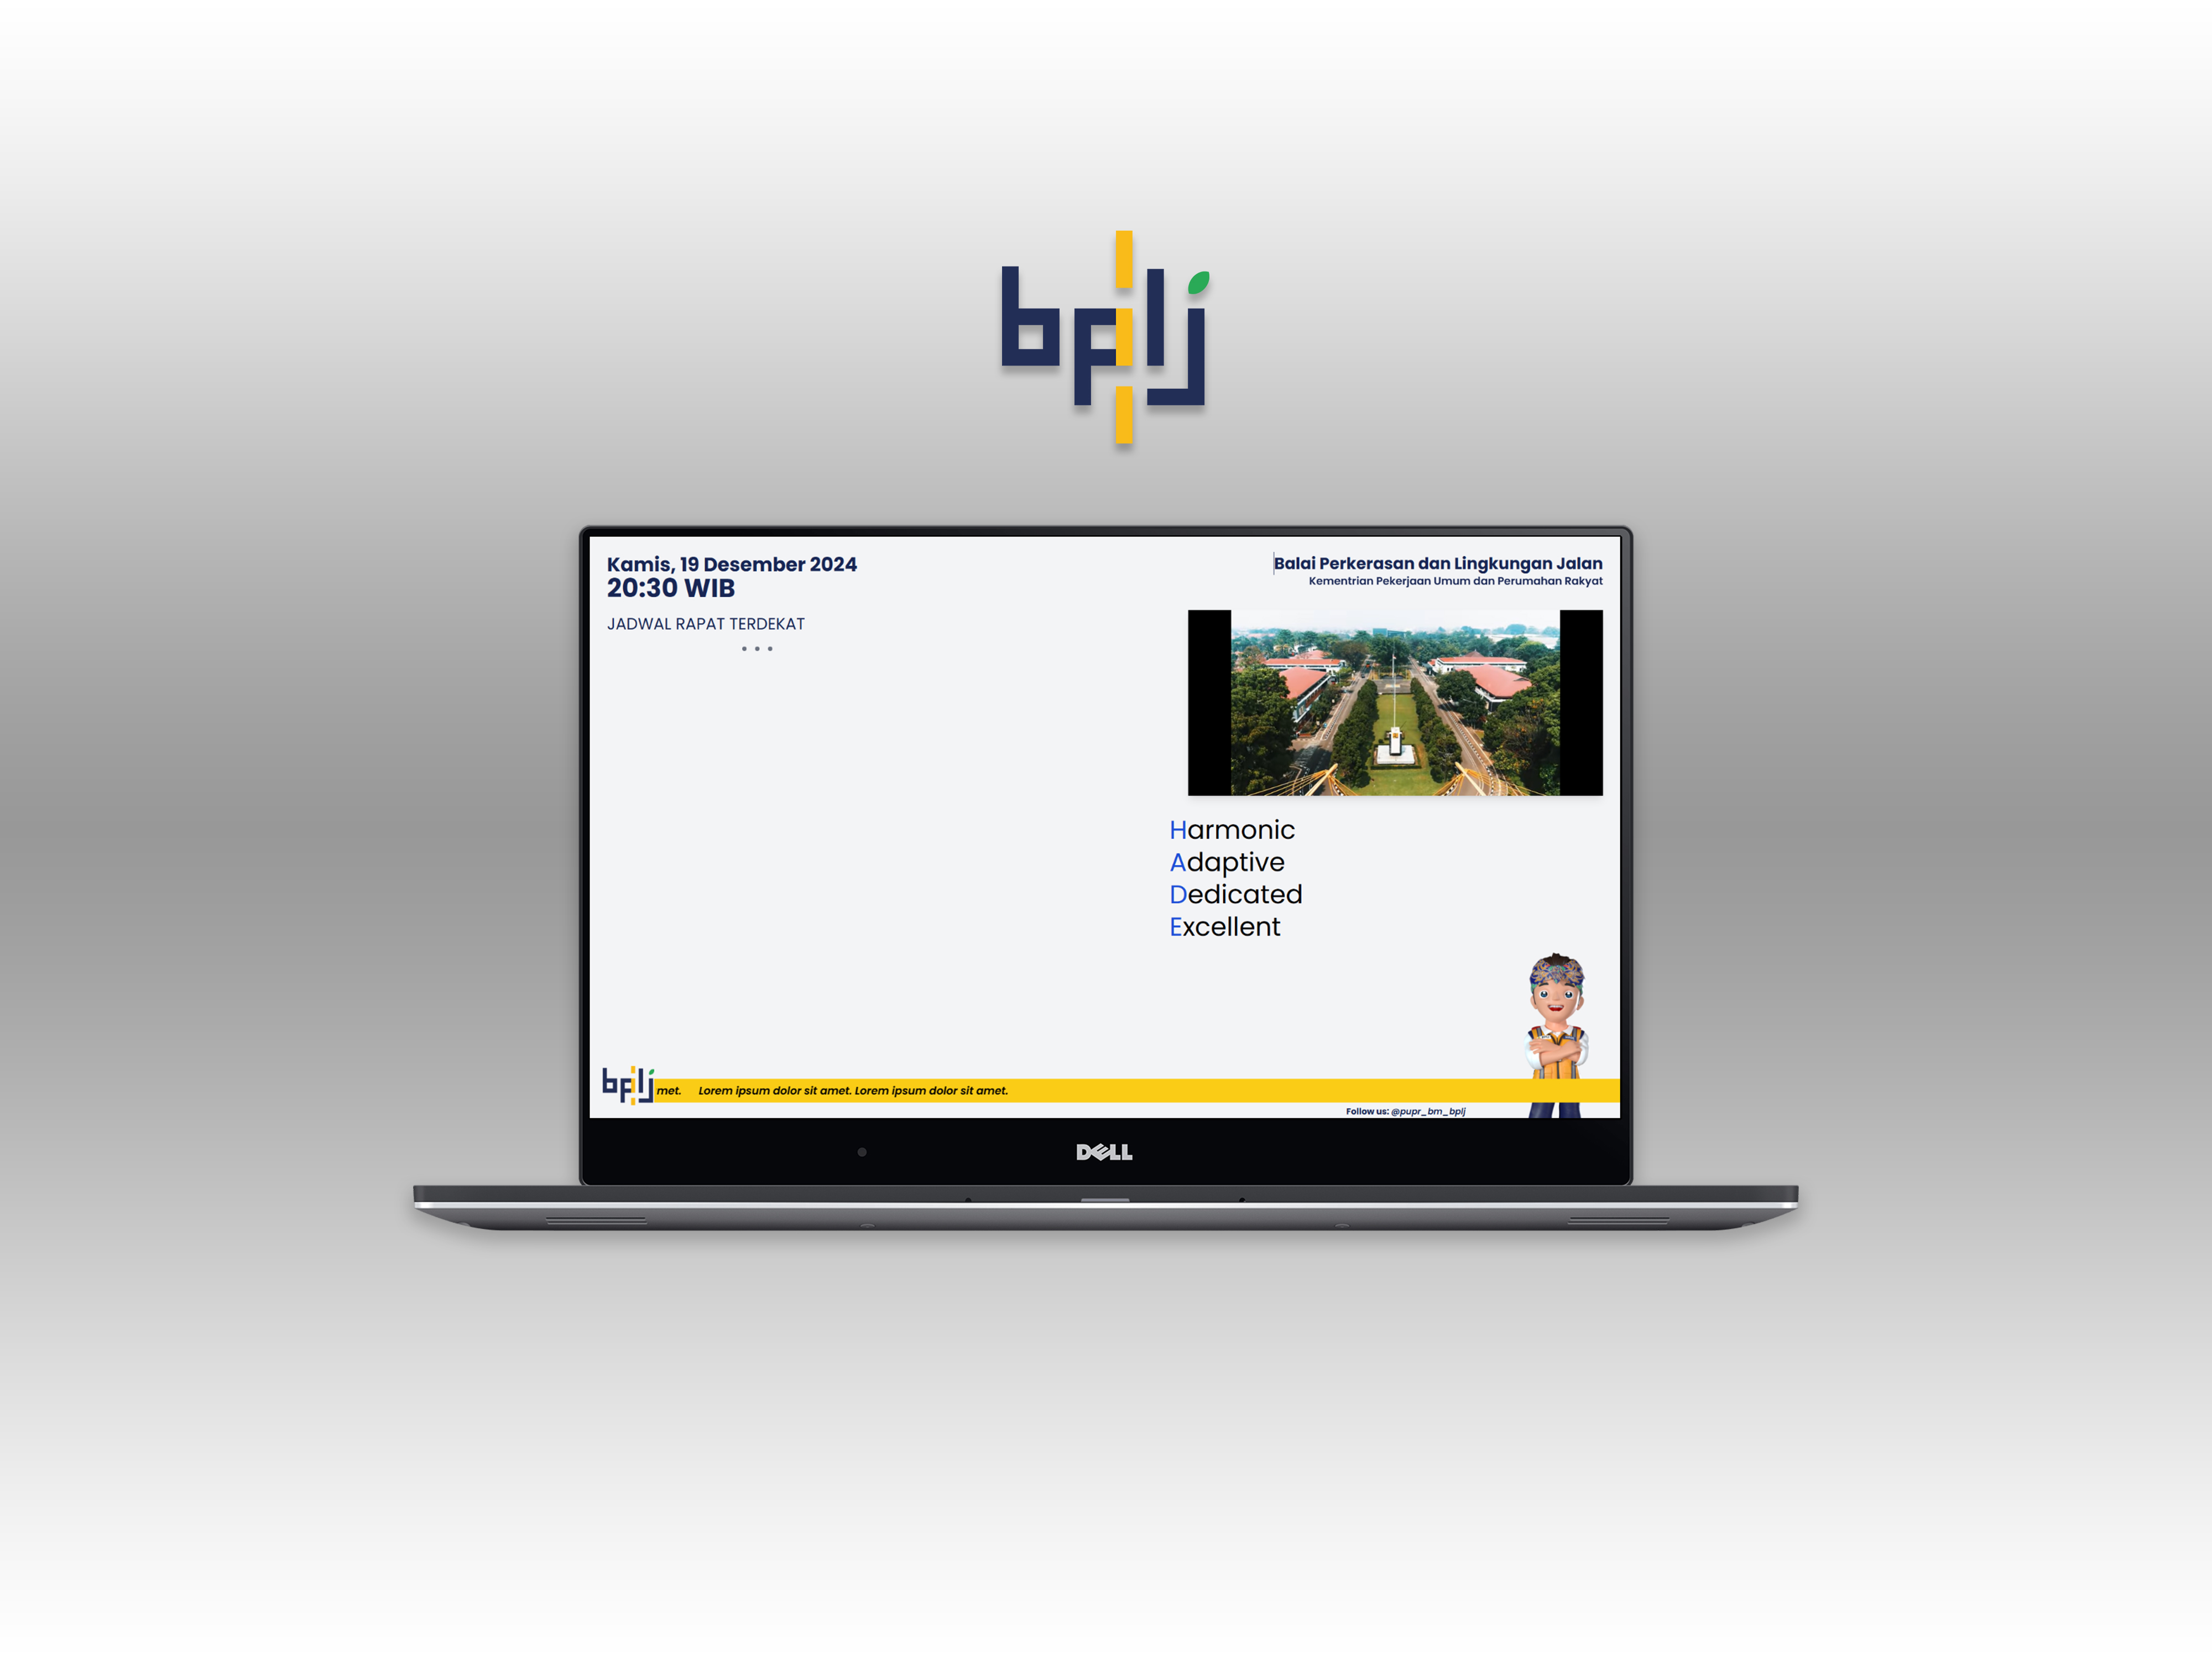 bplj
Kamis, 19 Desember 2024
20:30 WIB
JADWAL RAPAT TERDEKAT
• • •
Balai Perkerasan dan Lingkungan Jalan
Kementrian Pekerjaan Umum dan Perumahan Rakyat
Harmonic
Adaptive
Dedicated
Excellent
bplj
met. Lorem ipsum dolor sit amet. Lorem ipsum dolor sit amet.
Follow us: @pupr_bm_bplj
DELL